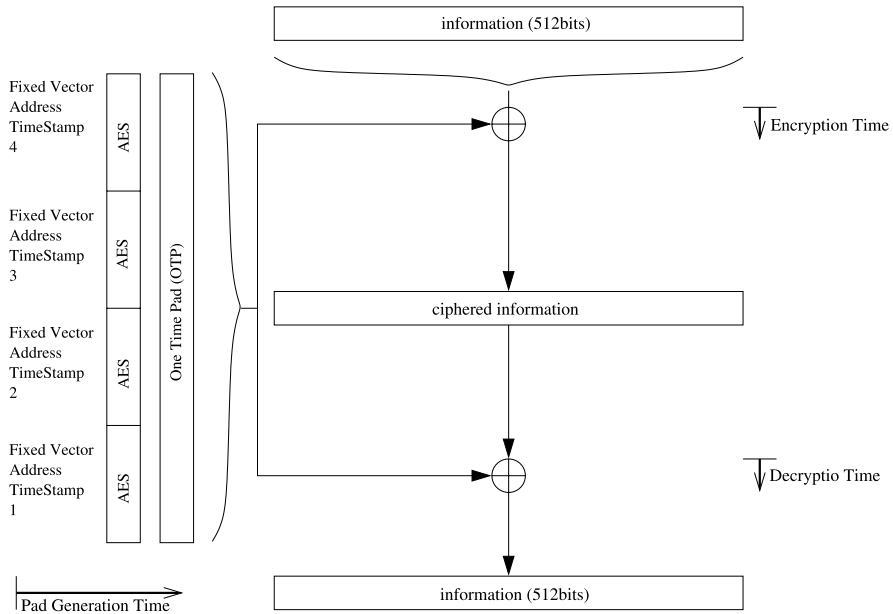 information (512bits)
Fixed Vector
Address
TimeStamp
4
AES
Encryption Time
Fixed Vector
Address
TimeStamp
3
AES
One Time Pad (OTP)
ciphered information
Fixed Vector
Address
TimeStamp
2
AES
Fixed Vector
Address
TimeStamp
1
AES
Decryptio Time
Pad Generation Time
information (512bits)